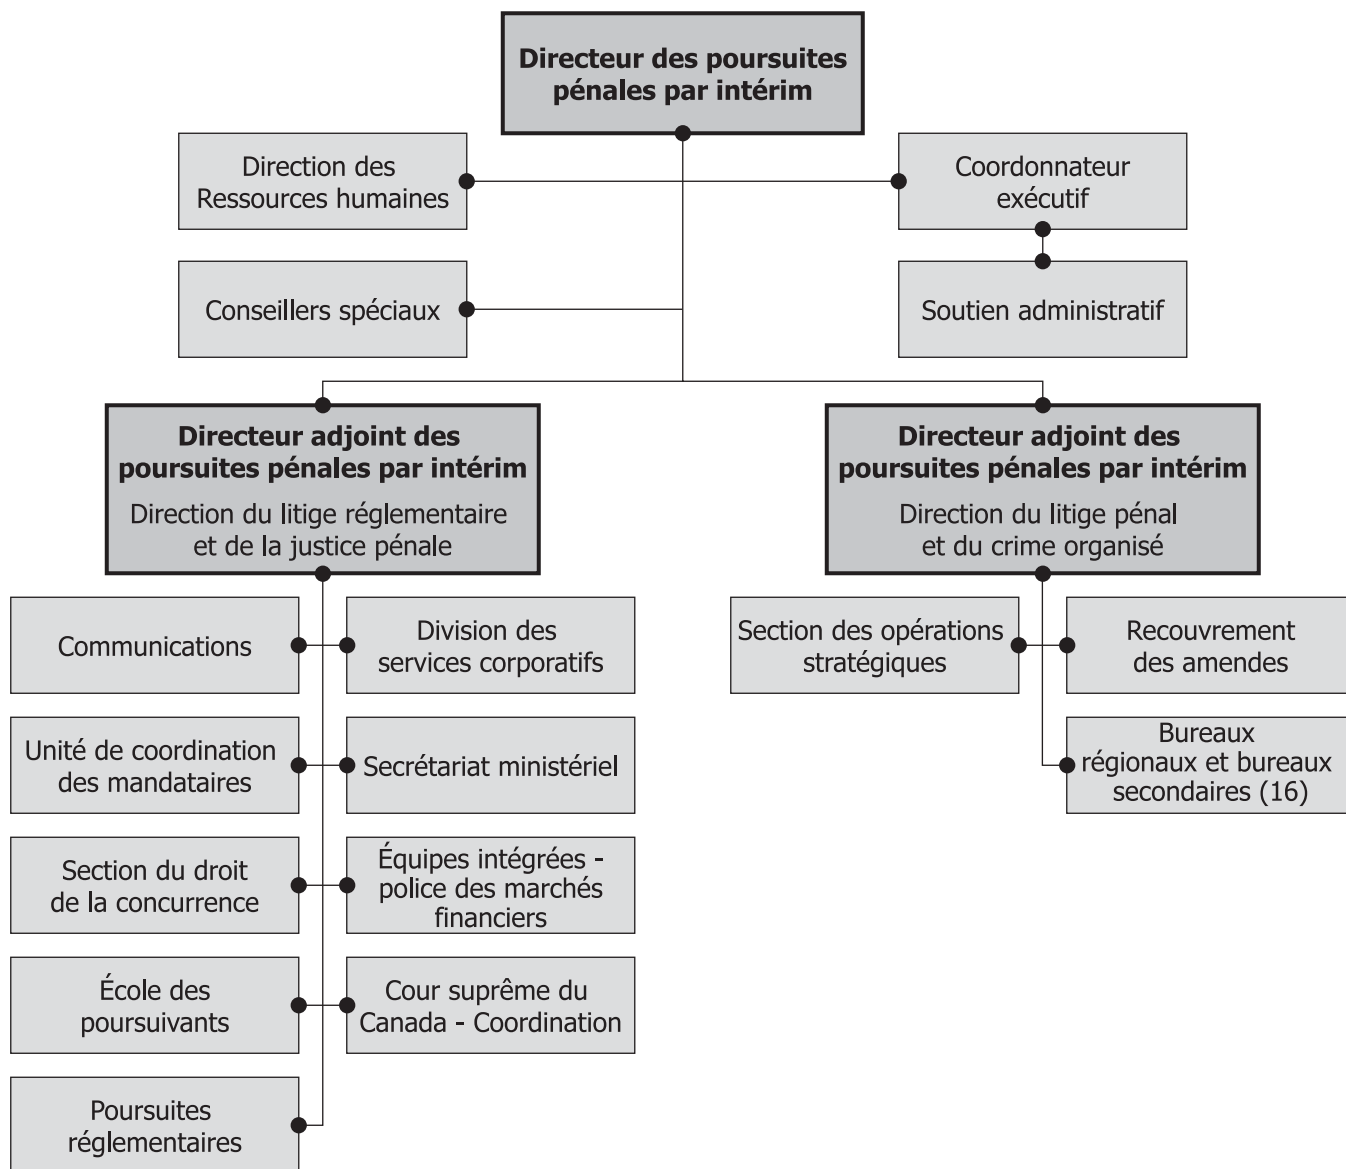 Directeur des poursuites
pénales par intérim
Direction des
Ressources humaines
Coordonnateur
exécutif
Conseillers spéciaux
Soutien administratif
Directeur adjoint des
poursuites pénales par intérim
Direction du litige réglementaire
et de la justice pénale
Directeur adjoint des
poursuites pénales par intérim
Direction du litige pénal
et du crime organisé
Communications
Division des
services corporatifs
Section des opérations
stratégiques
Recouvrement
des amendes
Unité de coordination
des mandataires
Secrétariat ministériel
Bureaux
régionaux et bureaux
secondaires (16)
Section du droit
de la concurrence
Équipes intégrées -
police des marchés
financiers
École des
poursuivants
Cour suprême du
Canada - Coordination
Poursuites
réglementaires